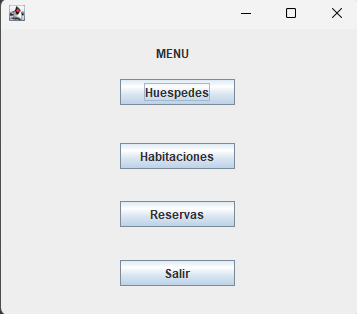 MENU
Huespedes
Habitaciones
Reservas
Salir